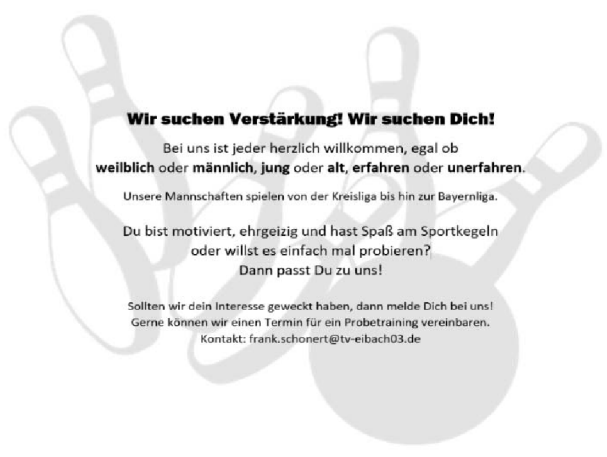 Wir suchen Verstärkung! Wir suchen Dich!
Bei uns ist jeder herzlich willkommen, egal ob
weilblich oder männlich, jung oder alt, erfahren oder unerfahren.
Unsere Mannschaften spielen von der Kreisliga bis hin zur Bayernliga.
Du bist motiviert, ehrgeizig und hast Spaß am Sportkegeln
oder willst es einfach mal probieren?
Dann passt Du zu uns!
Sollten wir dein Interesse geweckt haben, dann melde Dich bei uns!
Gerne können wir einen Termin für ein Probetraining vereinbaren.
Kontakt: frank.schonert@tv-eibach03.de